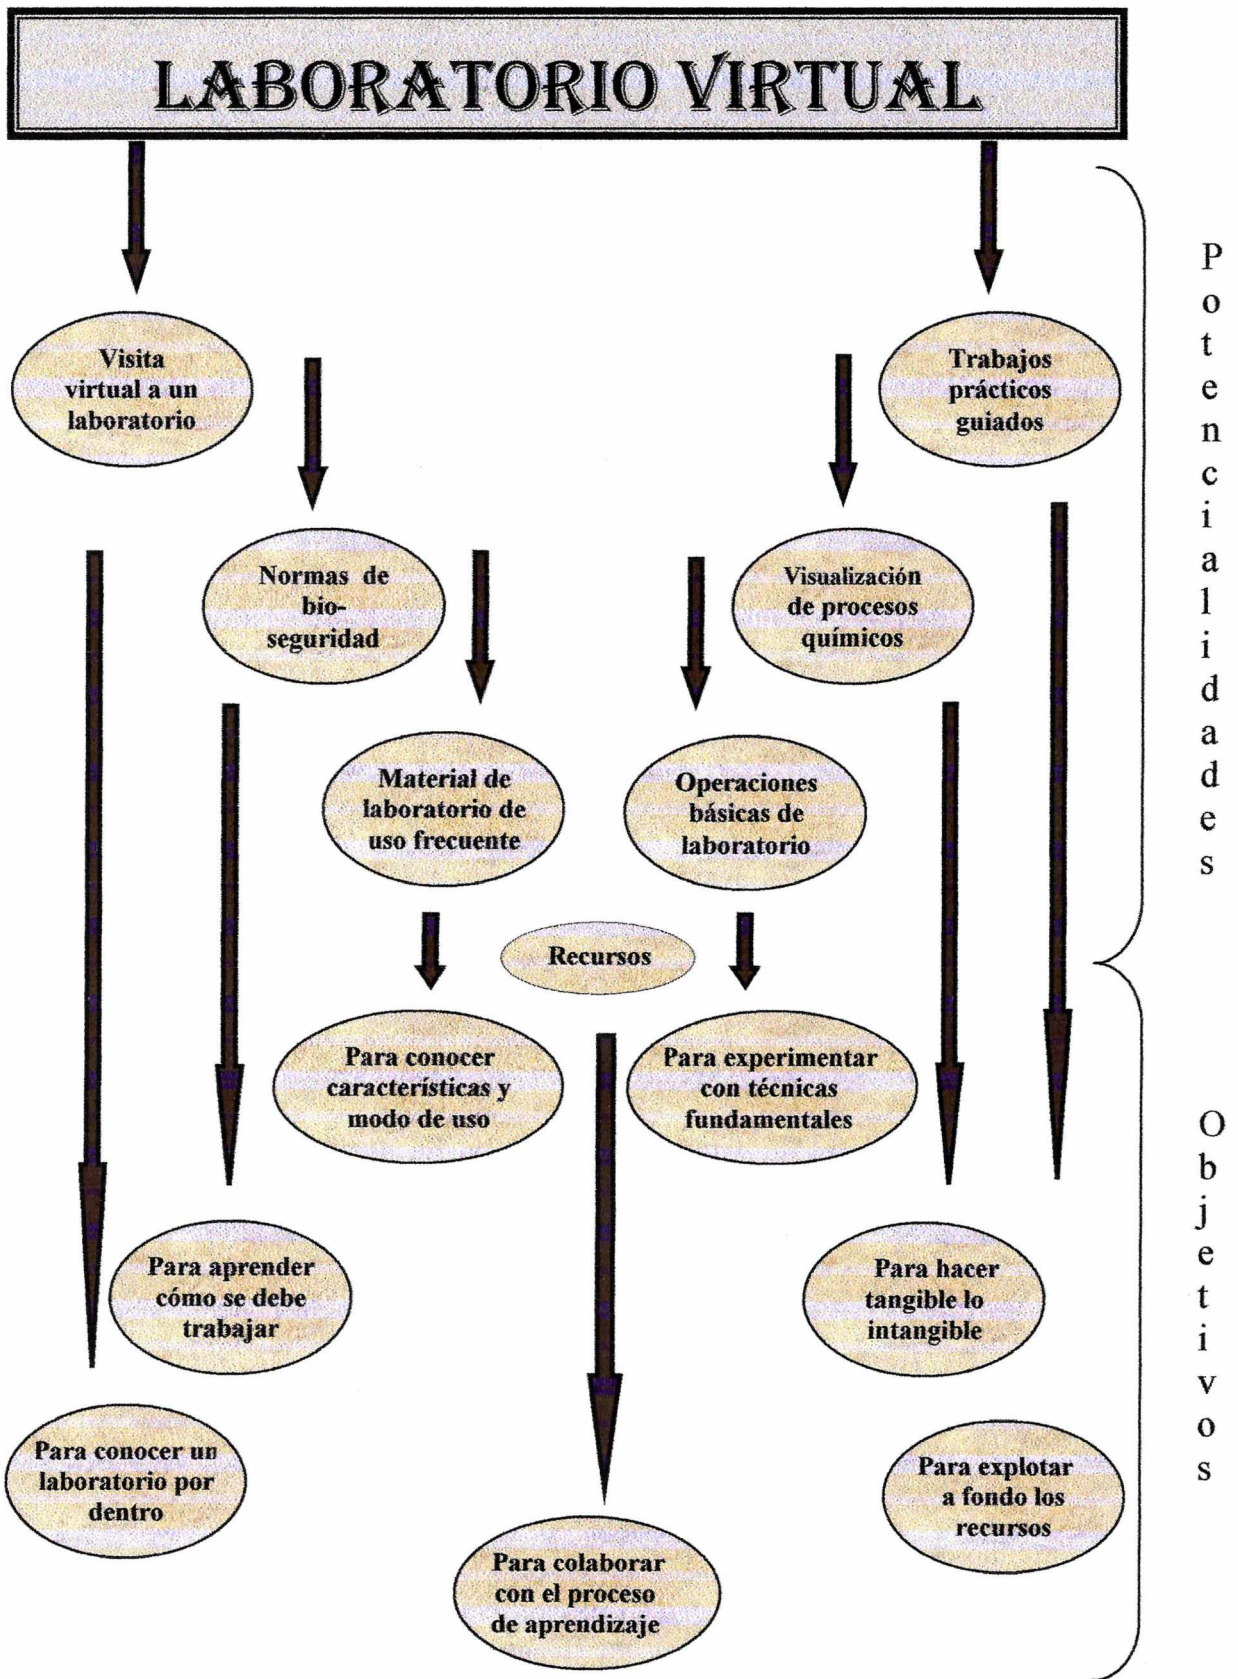 LABORATORIO VIRTUAL
Visita
virtual a un
laboratorio
Trabajos
prácticos
guiados
Normas de
bio-
seguridad
Visualización
de procesos
químicos
Material de
laboratorio de
uso frecuente
Operaciones
básicas de
laboratorio
Recursos
Para conocer
características y
modo de uso
Para experimentar
con técnicas
fundamentales
Para aprender
cómo se debe
trabajar
Para hacer
tangible lo
intangible
Para conocer un
laboratorio por
dentro
Para explotar
a fondo los
recursos
Para colaborar
con el proceso
de aprendizaje
Potencialidades
Objetivos